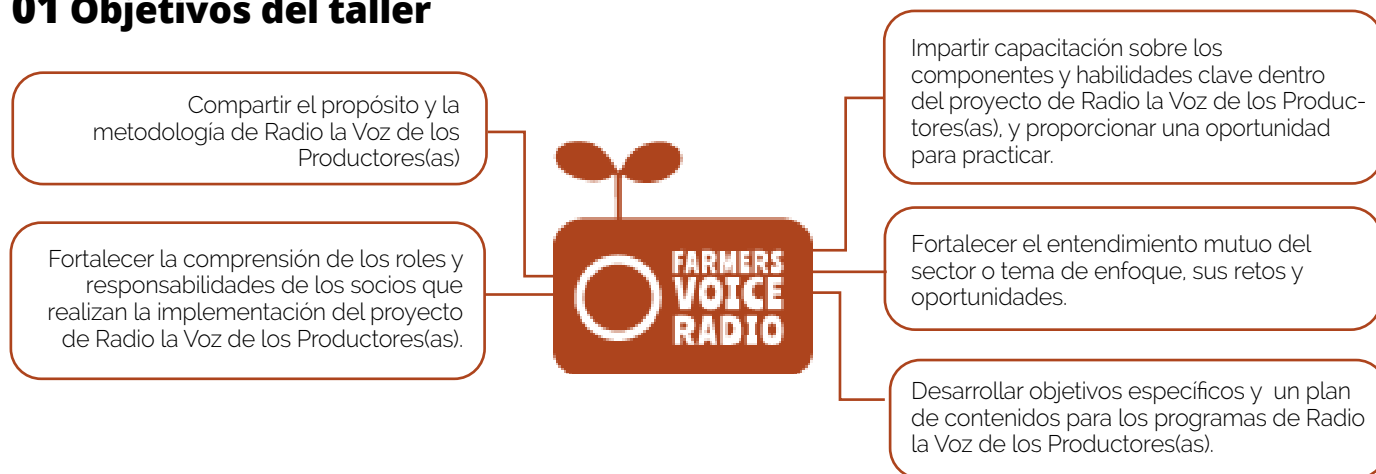 01 Objetivos del taller
Compartir el propósito y la
metodología de Radio la Voz de los
Productores(as)
Fortalecer la comprensión de los roles y
responsabilidades de los socios que
realizan la implementación del proyecto
de Radio la Voz de los Productores(as).
FARMERS
VOICE
RADIO
Impartir capacitación sobre los
componentes y habilidades clave dentro
del proyecto de Radio la Voz de los Produc-
tores(as), y proporcionar una oportunidad
para practicar.
Fortalecer el entendimiento mutuo del
sector o tema de enfoque, sus retos y
oportunidades.
Desarrollar objetivos específicos y  un plan
de contenidos para los programas de Radio
la Voz de los Productores(as).